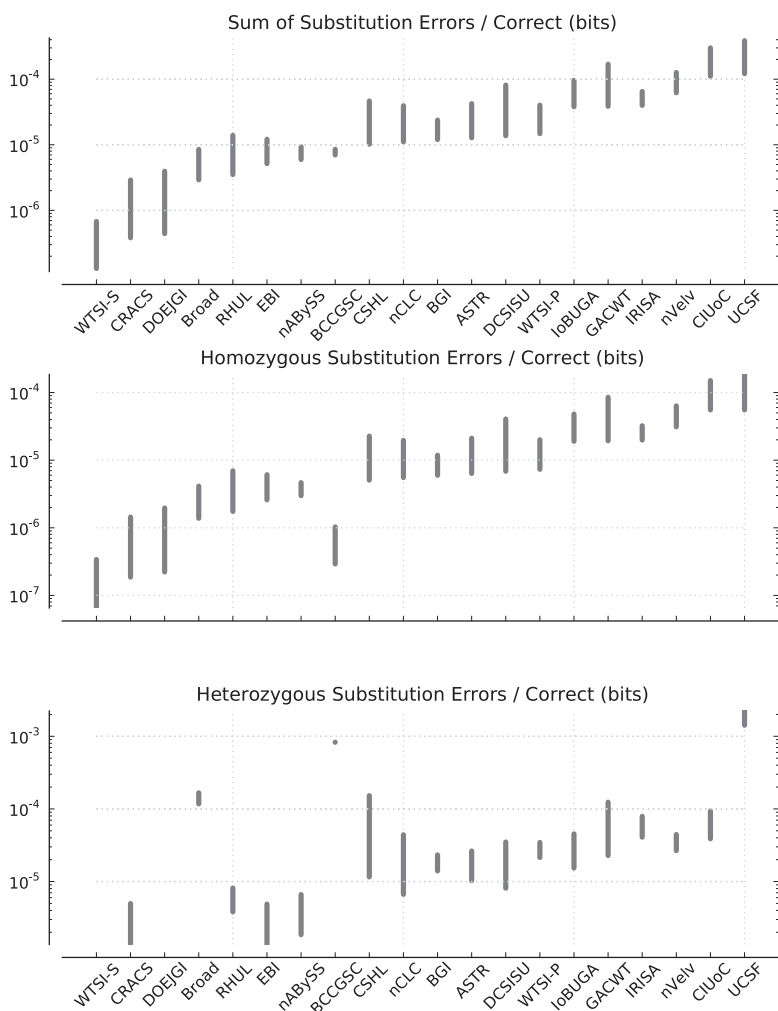 Sum of Substitution Errors / Correct (bits)
10⁻⁴
10⁻⁵
10⁻⁶
WTSI-S CRACS DOEJGI Broad RHUL EBI nABySS BCCGSC CSHL nCLC BGI ASTR DCSISU WTSI-P IoBUGA GACWT IRISA nVelv CIUoC UCSF
Homozygous Substitution Errors / Correct (bits)
10⁻⁴
10⁻⁵
10⁻⁶
10⁻⁷
Heterozygous Substitution Errors / Correct (bits)
10⁻³
10⁻⁴
10⁻⁵
WTSI-S CRACS DOEJGI Broad RHUL EBI nABySS BCCGSC CSHL nCLC BGI ASTR DCSISU WTSI-P IoBUGA GACWT IRISA nVelv CIUoC UCSF